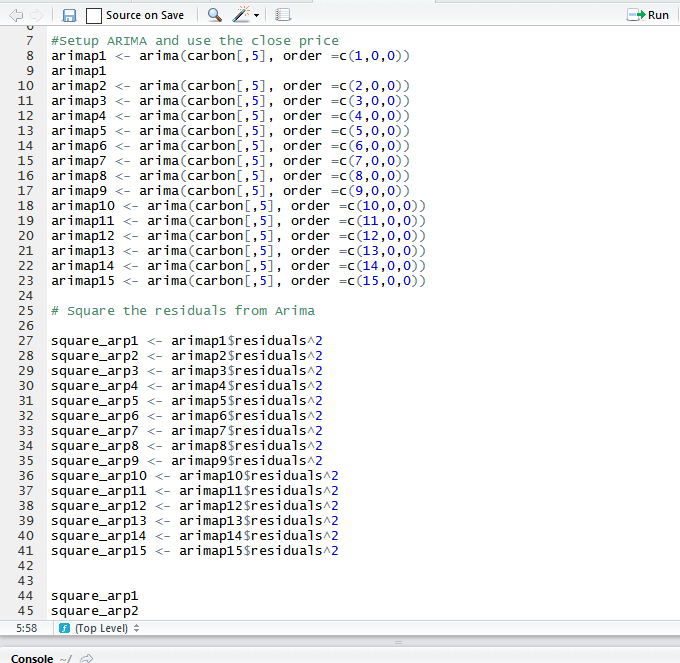 Source on Save
Run
6
7 #Setup ARIMA and use the close price
8 arimap1 <- arima(carbon[,5], order =c(1,0,0))
9 arimap1
10 arimap2 <- arima(carbon[,5], order =c(2,0,0))
11 arimap3 <- arima(carbon[,5], order =c(3,0,0))
12 arimap4 <- arima(carbon[,5], order =c(4,0,0))
13 arimap5 <- arima(carbon[,5], order =c(5,0,0))
14 arimap6 <- arima(carbon[,5], order =c(6,0,0))
15 arimap7 <- arima(carbon[,5], order =c(7,0,0))
16 arimap8 <- arima(carbon[,5], order =c(8,0,0))
17 arimap9 <- arima(carbon[,5], order =c(9,0,0))
18 arimap10 <- arima(carbon[,5], order =c(10,0,0))
19 arimap11 <- arima(carbon[,5], order =c(11,0,0))
20 arimap12 <- arima(carbon[,5], order =c(12,0,0))
21 arimap13 <- arima(carbon[,5], order =c(13,0,0))
22 arimap14 <- arima(carbon[,5], order =c(14,0,0))
23 arimap15 <- arima(carbon[,5], order =c(15,0,0))
24
25 # Square the residuals from Arima
26
27 square_arp1 <- arimap1$residuals^2
28 square_arp2 <- arimap2$residuals^2
29 square_arp3 <- arimap3$residuals^2
30 square_arp4 <- arimap4$residuals^2
31 square_arp5 <- arimap5$residuals^2
32 square_arp6 <- arimap6$residuals^2
33 square_arp7 <- arimap7$residuals^2
34 square_arp8 <- arimap8$residuals^2
35 square_arp9 <- arimap9$residuals^2
36 square_arp10 <- arimap10$residuals^2
37 square_arp11 <- arimap11$residuals^2
38 square_arp12 <- arimap12$residuals^2
39 square_arp13 <- arimap13$residuals^2
40 square_arp14 <- arimap14$residuals^2
41 square_arp15 <- arimap15$residuals^2
42
43
44 square_arp1
45 square_arp2
5:58 (Top Level)
Console ~/